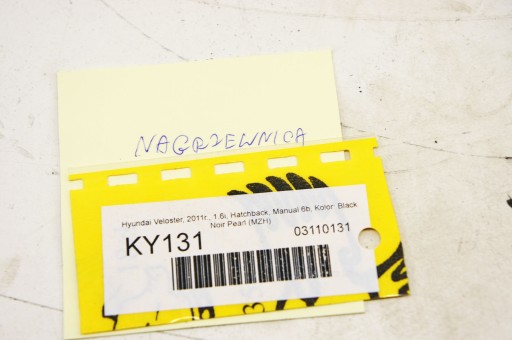 NAGRZEWNICA
Hyundai Veloster, 2011r., 1.6i, Hatchback, Manual 6b, Kolor: Black
Noir Pearl (MZH)
KY131
03110131